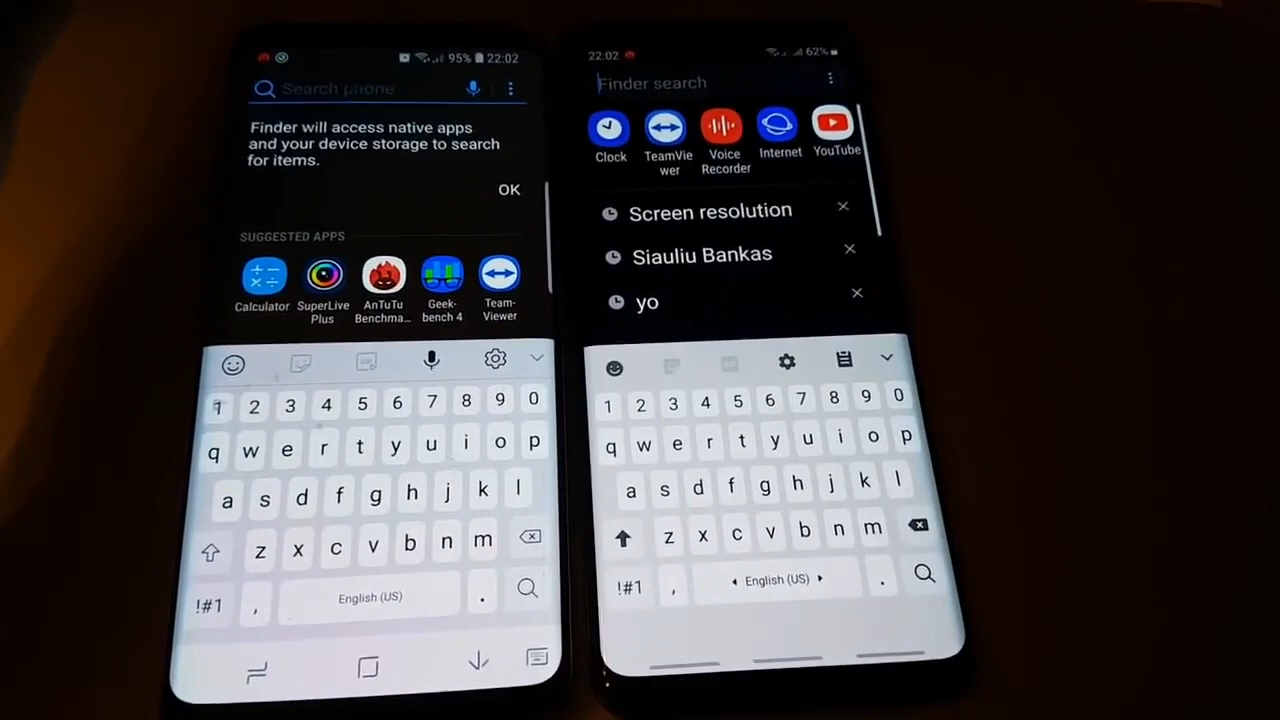 95% 22:02
Search phone
Finder will access native apps
and your device storage to search
for items.
OK
SUGGESTED APPS
Calculator
SuperLive
Plus
AnTuTu
Benchma...
Geek-
bench 4
Team-
Viewer
1 2 3 4 5 6 7 8 9 0
q w e r t y u i o p
a s d f g h j k l
z x c v b n m
!#1 , English (US) .
22:02 62%
Finder search
Clock
TeamVie
wer
Voice
Recorder
Internet
YouTube
Screen resolution
Siauliu Bankas
yo
1 2 3 4 5 6 7 8 9 0
q w e r t y u i o p
a s d f g h j k l
z x c v b n m
!#1 , English (US) .